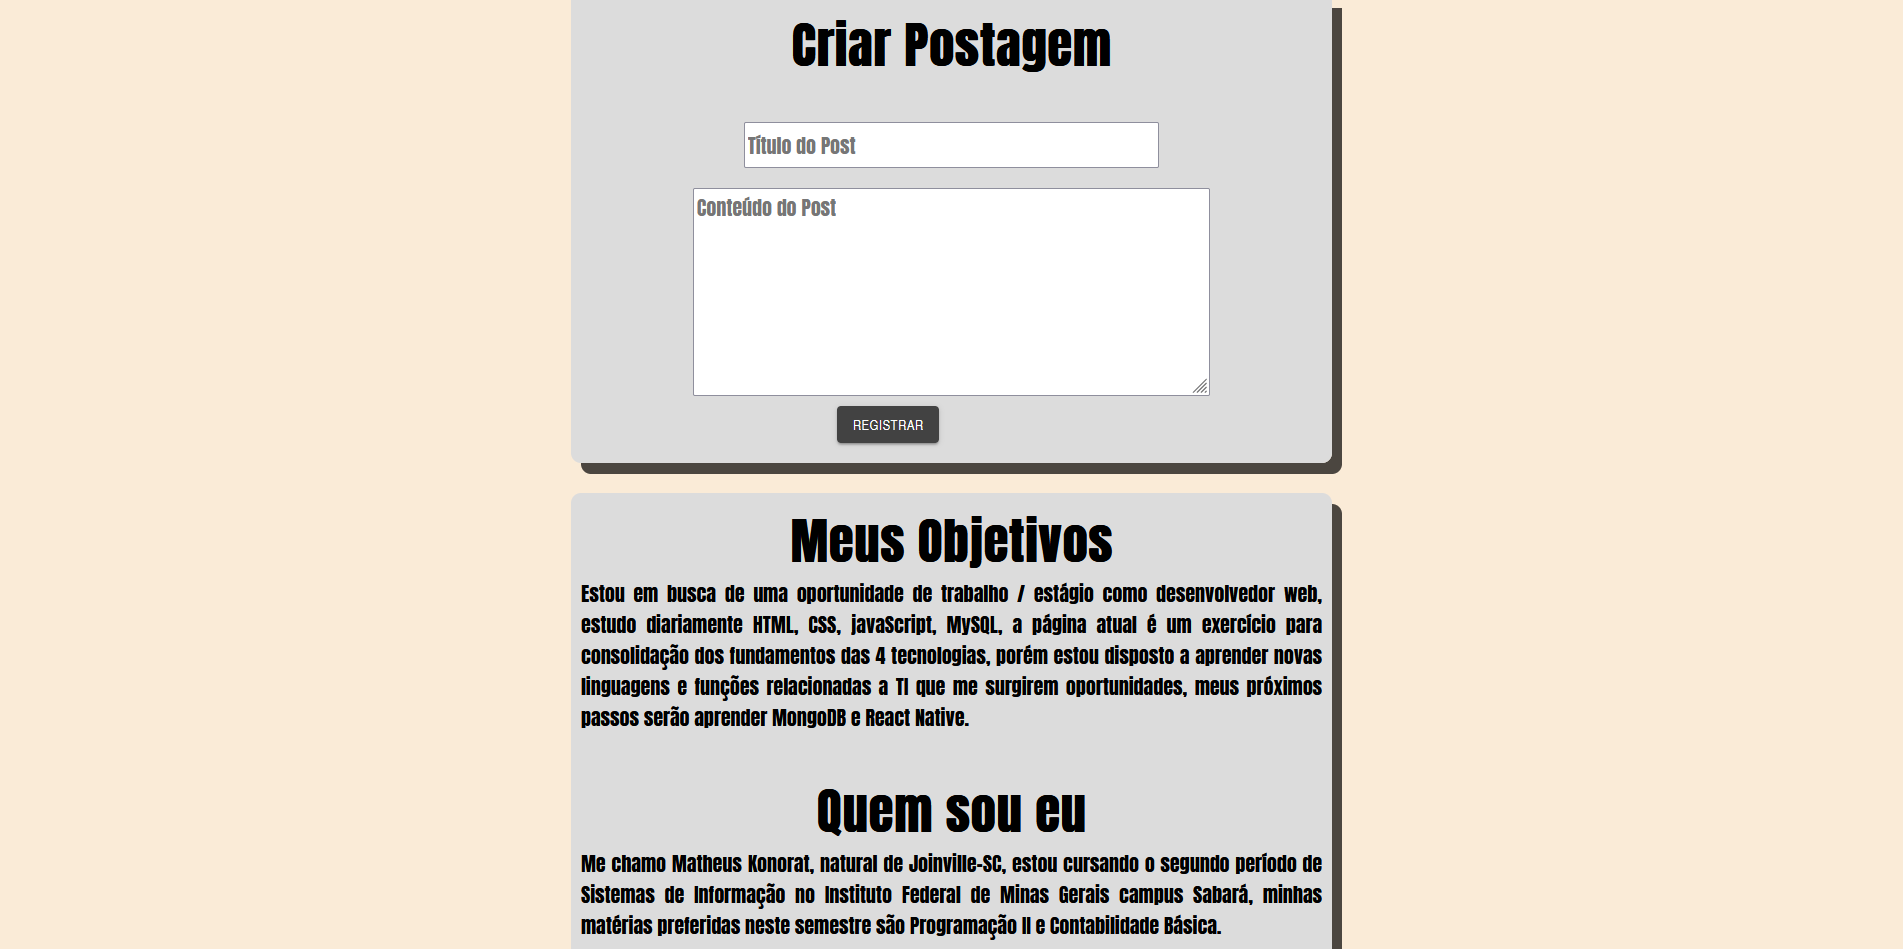 Criar Postagem
Título do Post
Conteúdo do Post
REGISTRAR
Meus Objetivos
Estou em busca de uma oportunidade de trabalho / estágio como desenvolvedor web,
estudo diariamente HTML, CSS, javaScript, MySQL, a página atual é um exercício para
consolidação dos fundamentos das 4 tecnologias, porém estou disposto a aprender novas
linguagens e funções relacionadas a TI que me surgirem oportunidades, meus próximos
passos serão aprender MongoDB e React Native.
Quem sou eu
Me chamo Matheus Konorat, natural de Joinville-SC, estou cursando o segundo período de
Sistemas de Informação no Instituto Federal de Minas Gerais campus Sabará, minhas
matérias preferidas neste semestre são Programação II e Contabilidade Básica.